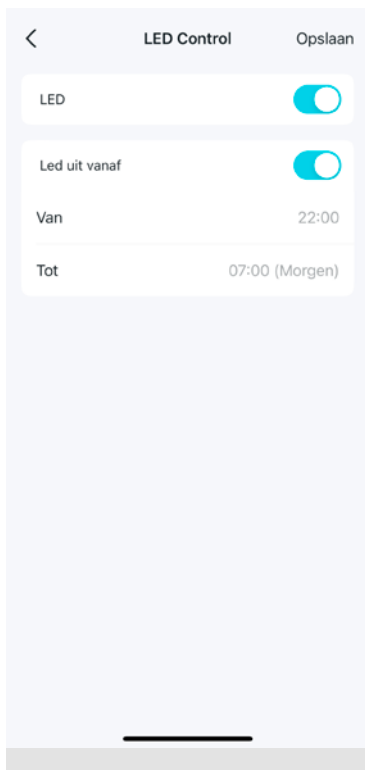 LED Control Opslaan
LED
Led uit vanaf
Van 22:00
Tot 07:00 (Morgen)